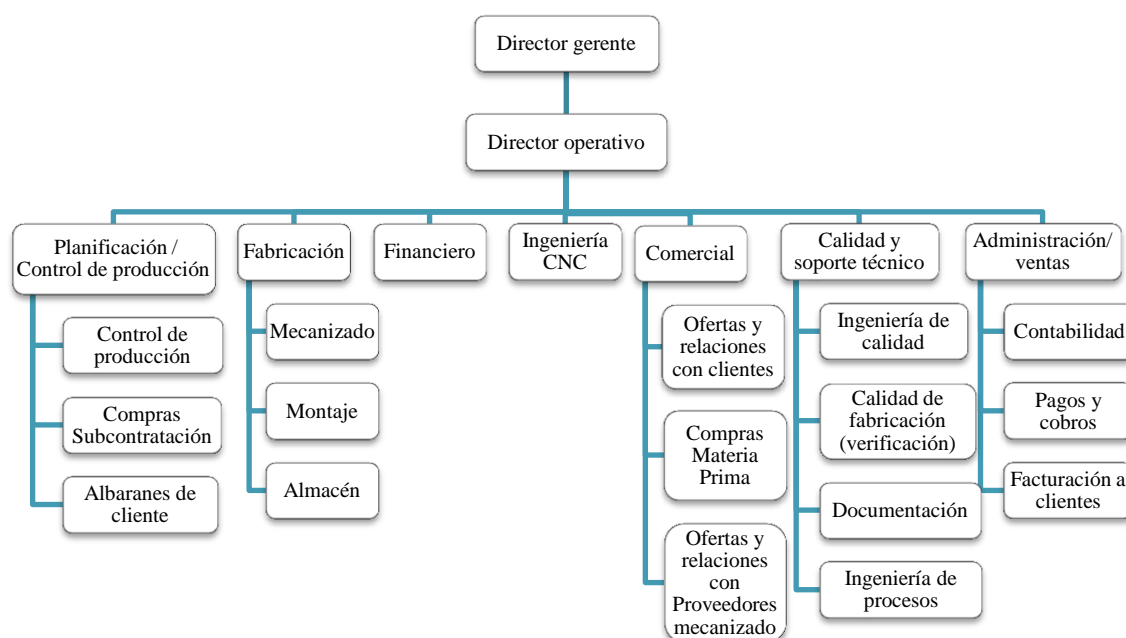 Director gerente
Director operativo
Planificación /
Control de producción
Fabricación
Financiero
Ingeniería
CNC
Comercial
Calidad y
soporte técnico
Administración/
ventas
Control de
producción
Compras
Subcontratación
Albaranes de
cliente
Mecanizado
Montaje
Almacén
Ofertas y
relaciones
con clientes
Compras
Materia
Prima
Ofertas y
relaciones
con
Proveedores
mecanizado
Ingeniería de
calidad
Calidad de
fabricación
(verificación)
Documentación
Ingeniería de
procesos
Contabilidad
Pagos y
cobros
Facturación a
clientes